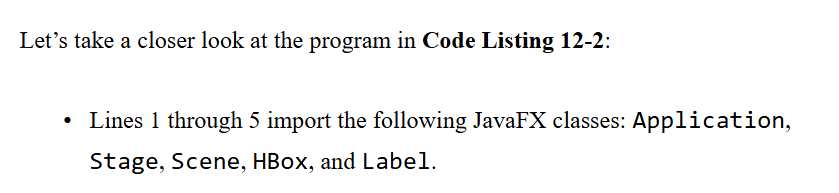 Let’s take a closer look at the program in Code Listing 12-2:
• Lines 1 through 5 import the following JavaFX classes: Application,
Stage, Scene, HBox, and Label.